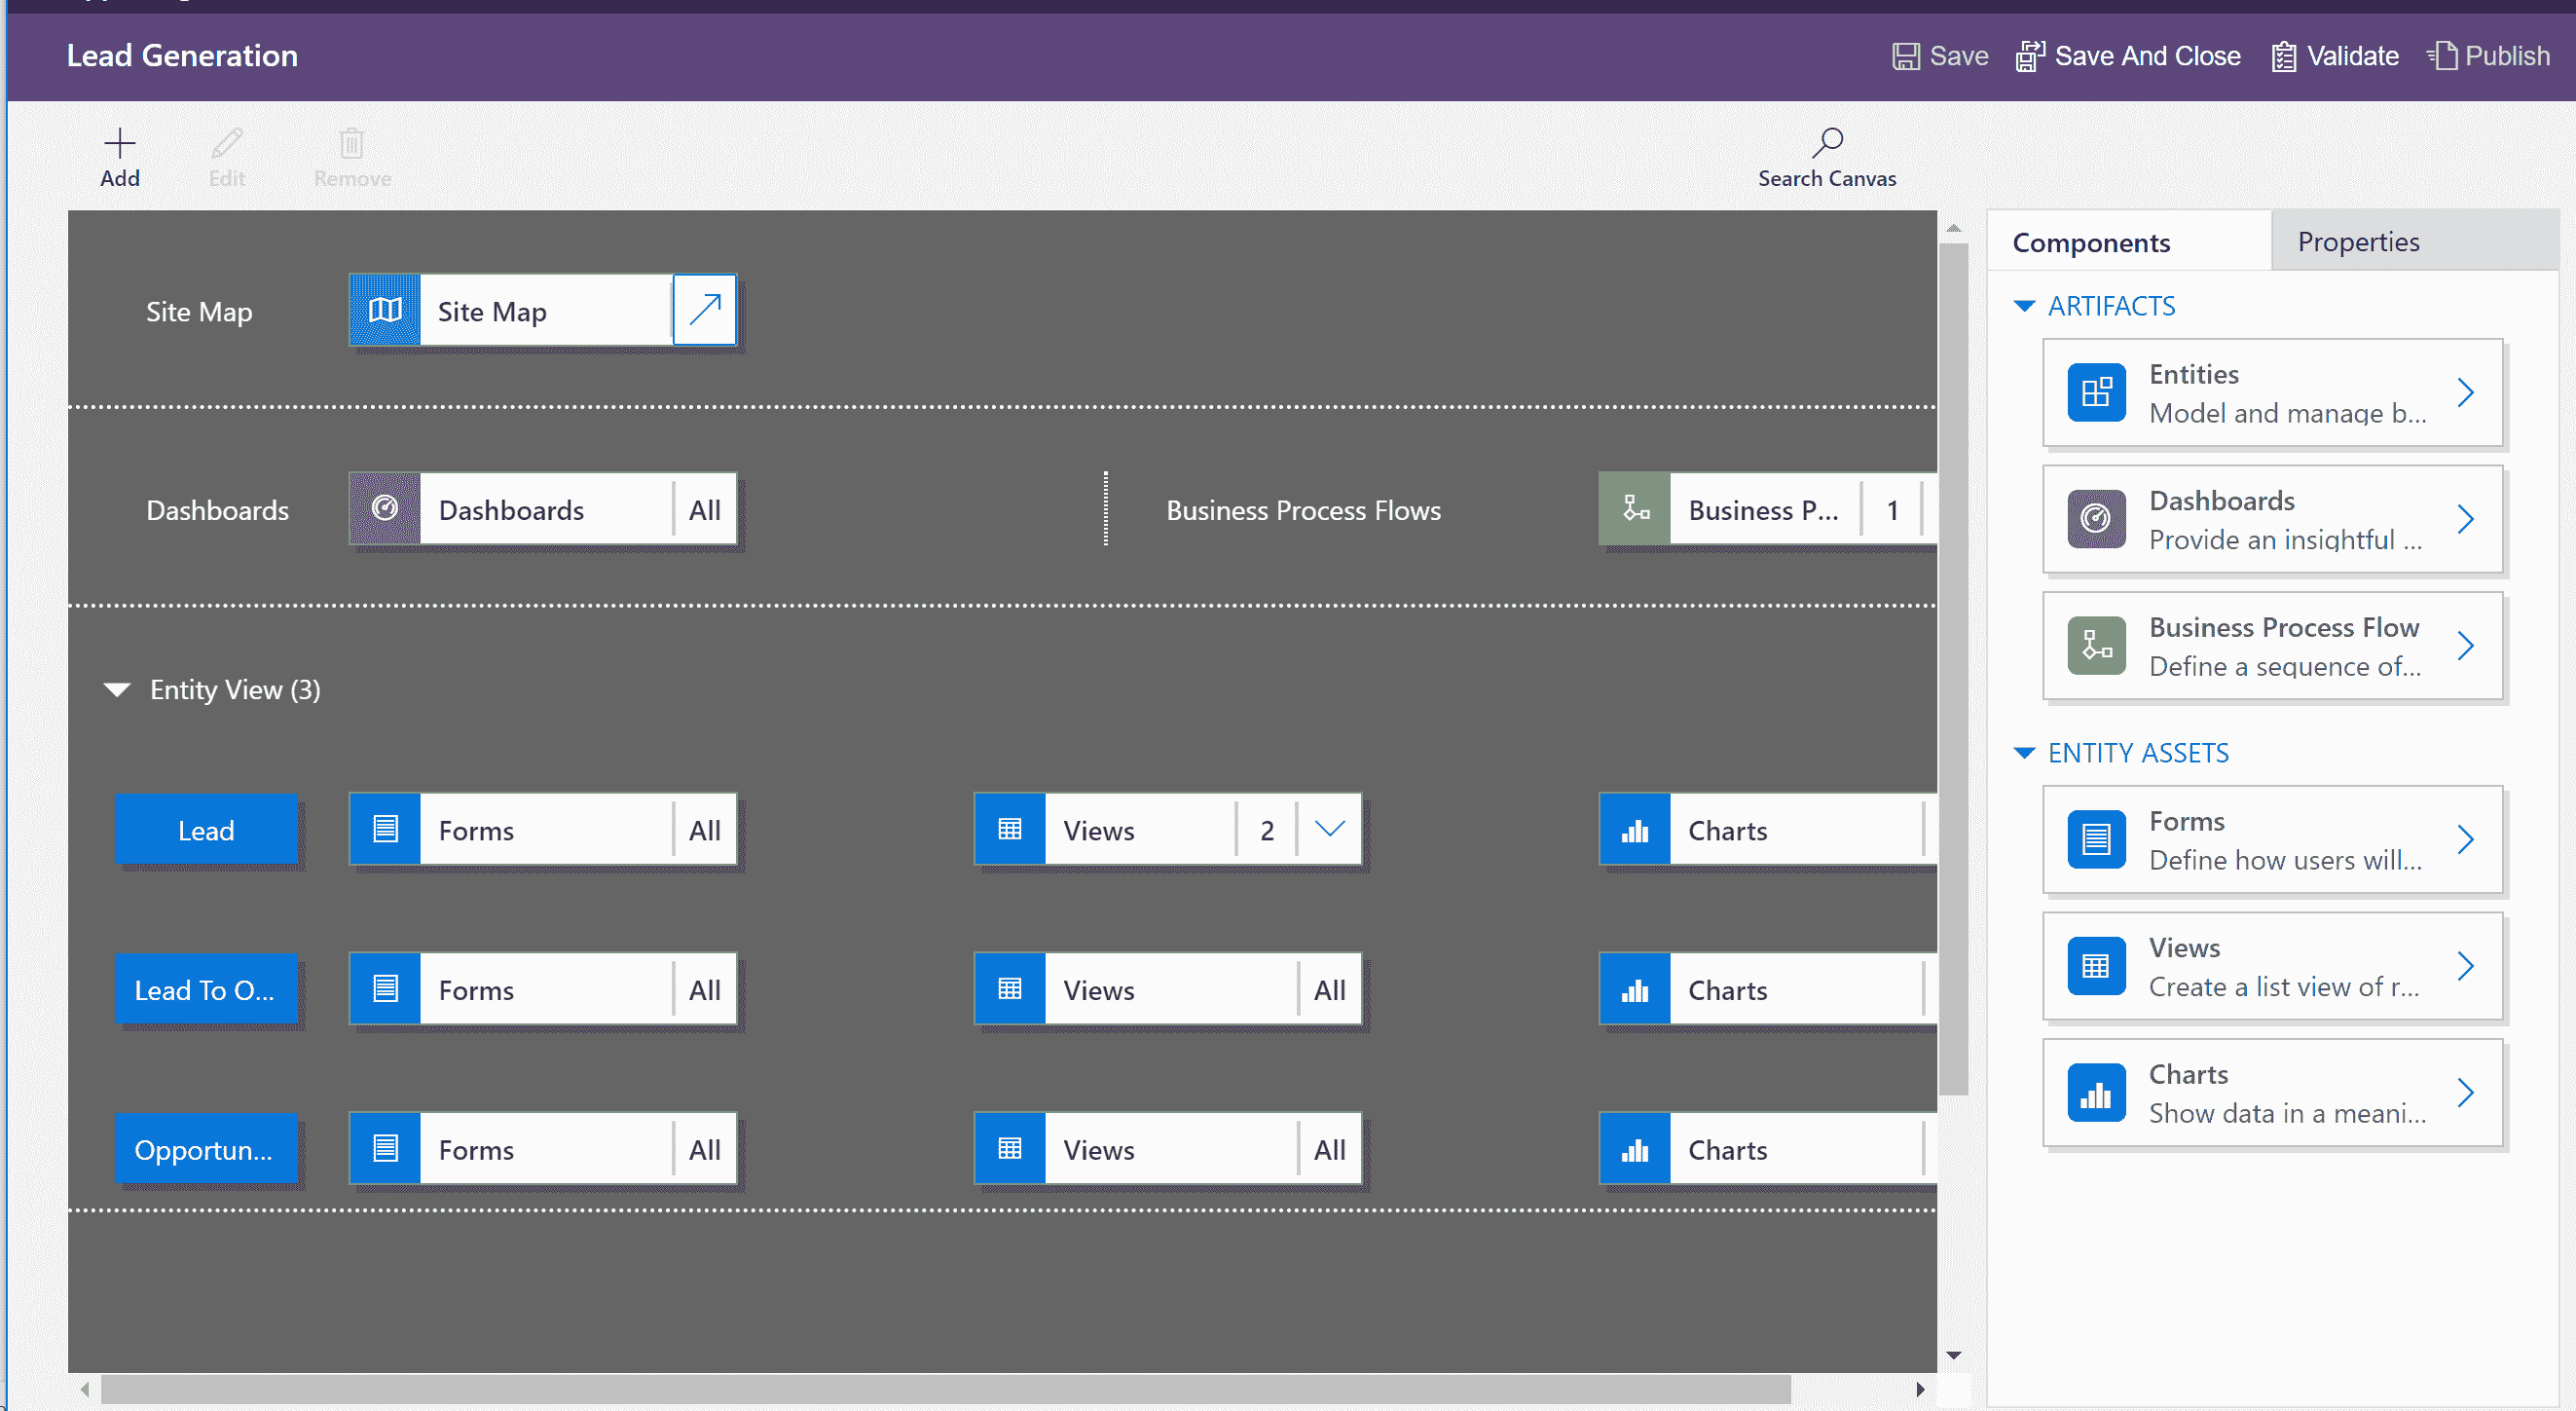 Lead Generation
Save
Save And Close
Validate
Publish
Add
Edit
Remove
Search Canvas
Site Map
Site Map
Dashboards
Dashboards
All
Business Process Flows
Business P...
1
Entity View (3)
Lead
Forms
All
Views
2
Charts
Lead To O...
Forms
All
Views
All
Charts
Opportun...
Forms
All
Views
All
Charts
Components
Properties
ARTIFACTS
Entities
Model and manage b...
Dashboards
Provide an insightful ...
Business Process Flow
Define a sequence of...
ENTITY ASSETS
Forms
Define how users will...
Views
Create a list view of r...
Charts
Show data in a meani...